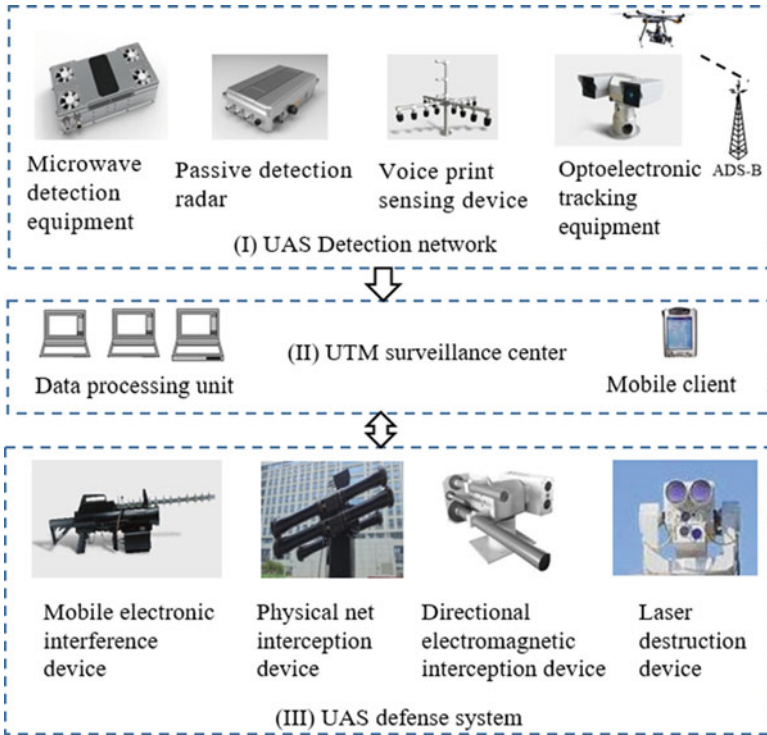 Microwave
detection
equipment
Passive detection
radar
Voice print
sensing device
Optoelectronic
tracking
equipment
ADS-B
(I) UAS Detection network
(II) UTM surveillance center
Data processing unit
Mobile client
Mobile electronic
interference
device
Physical net
interception
device
Directional
electromagnetic
interception device
Laser
destruction
device
(III) UAS defense system